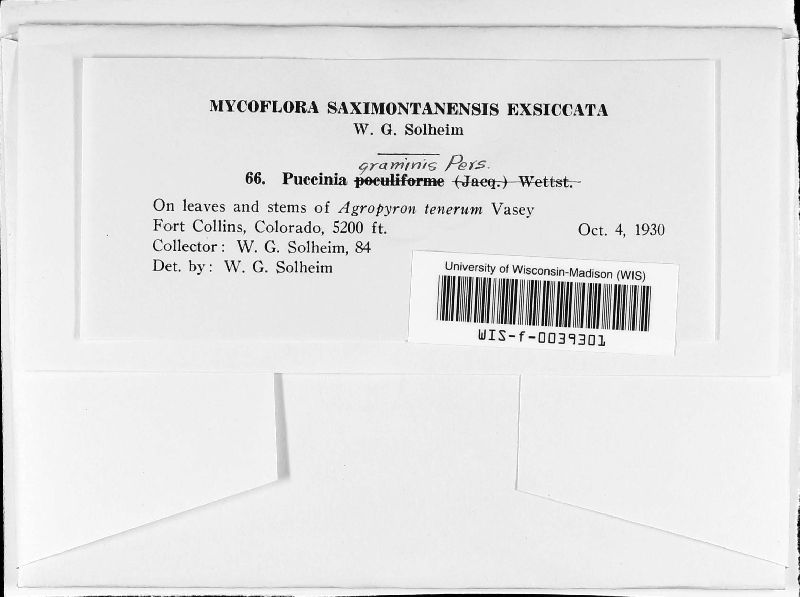 MYCOFLORA SAXIMONTANENSIS EXSICCATA
W. G. Solheim
graminis Pers.
66. Puccinia poculiforme (Jacq.) Wettst.
On leaves and stems of Agropyron tenerum Vasey
Fort Collins, Colorado, 5200 ft. Oct. 4, 1930
Collector: W. G. Solheim, 84
Det. by: W. G. Solheim
University of Wisconsin-Madison (WIS)
WIS-f-0039301